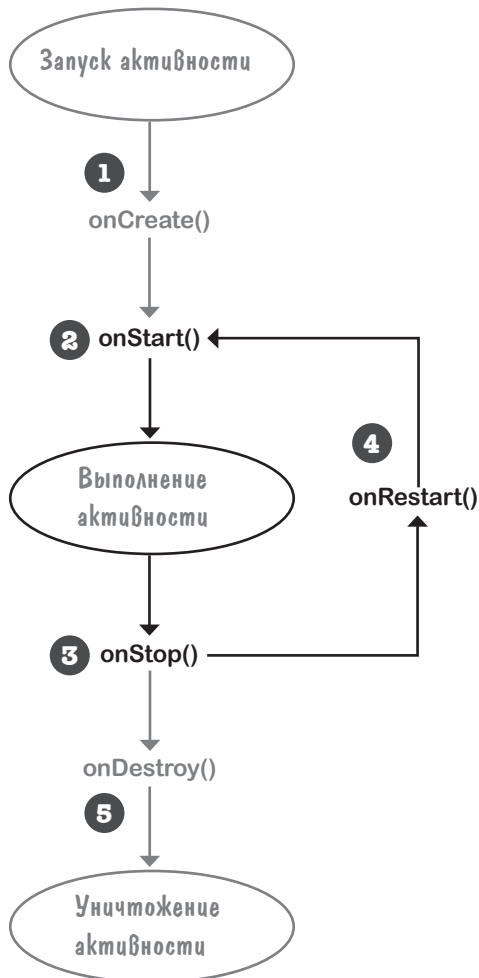 Запуск активности
1
onCreate()
2 onStart()
4
Выполнение
активности
onRestart()
3 onStop()
onDestroy()
5
Уничтожение
активности